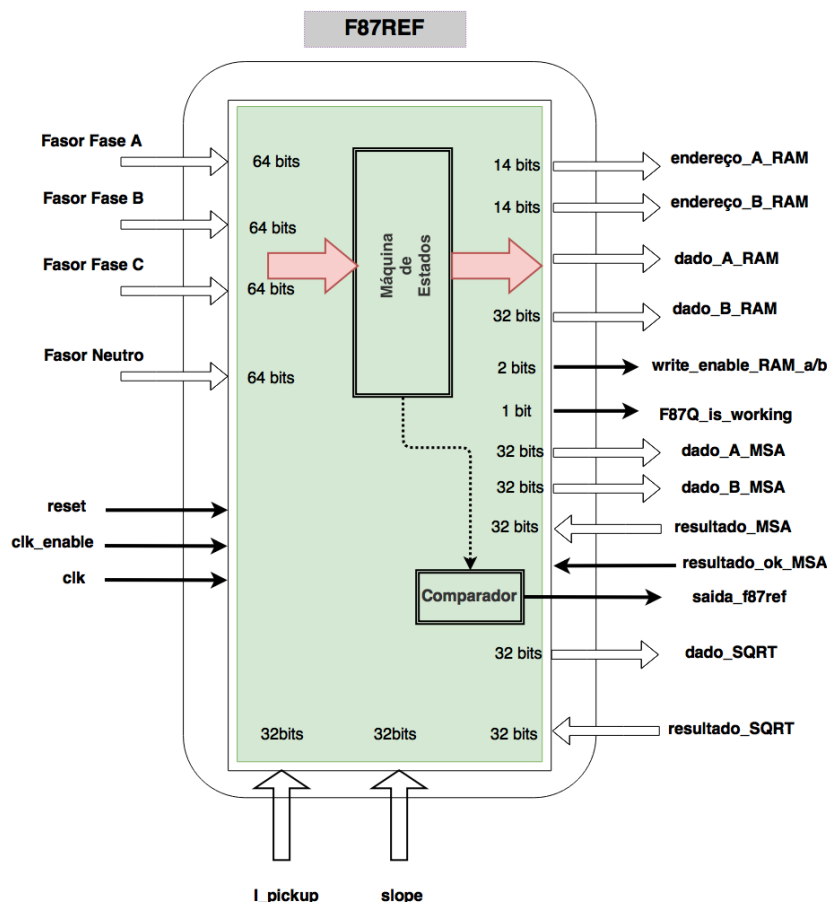 F87REF
Fasor Fase A
64 bits
Fasor Fase B
64 bits
Fasor Fase C
64 bits
Fasor Neutro
64 bits
reset
clk_enable
clk
Máquina
de
Estados
Comparador
14 bits
endereço_A_RAM
14 bits
endereço_B_RAM
dado_A_RAM
32 bits
dado_B_RAM
2 bits
write_enable_RAM_a/b
1 bit
F87Q_is_working
32 bits
dado_A_MSA
32 bits
dado_B_MSA
32 bits
resultado_MSA
resultado_ok_MSA
saida_f87ref
32 bits
dado_SQRT
32 bits
resultado_SQRT
32bits
32bits
I_pickup
slope